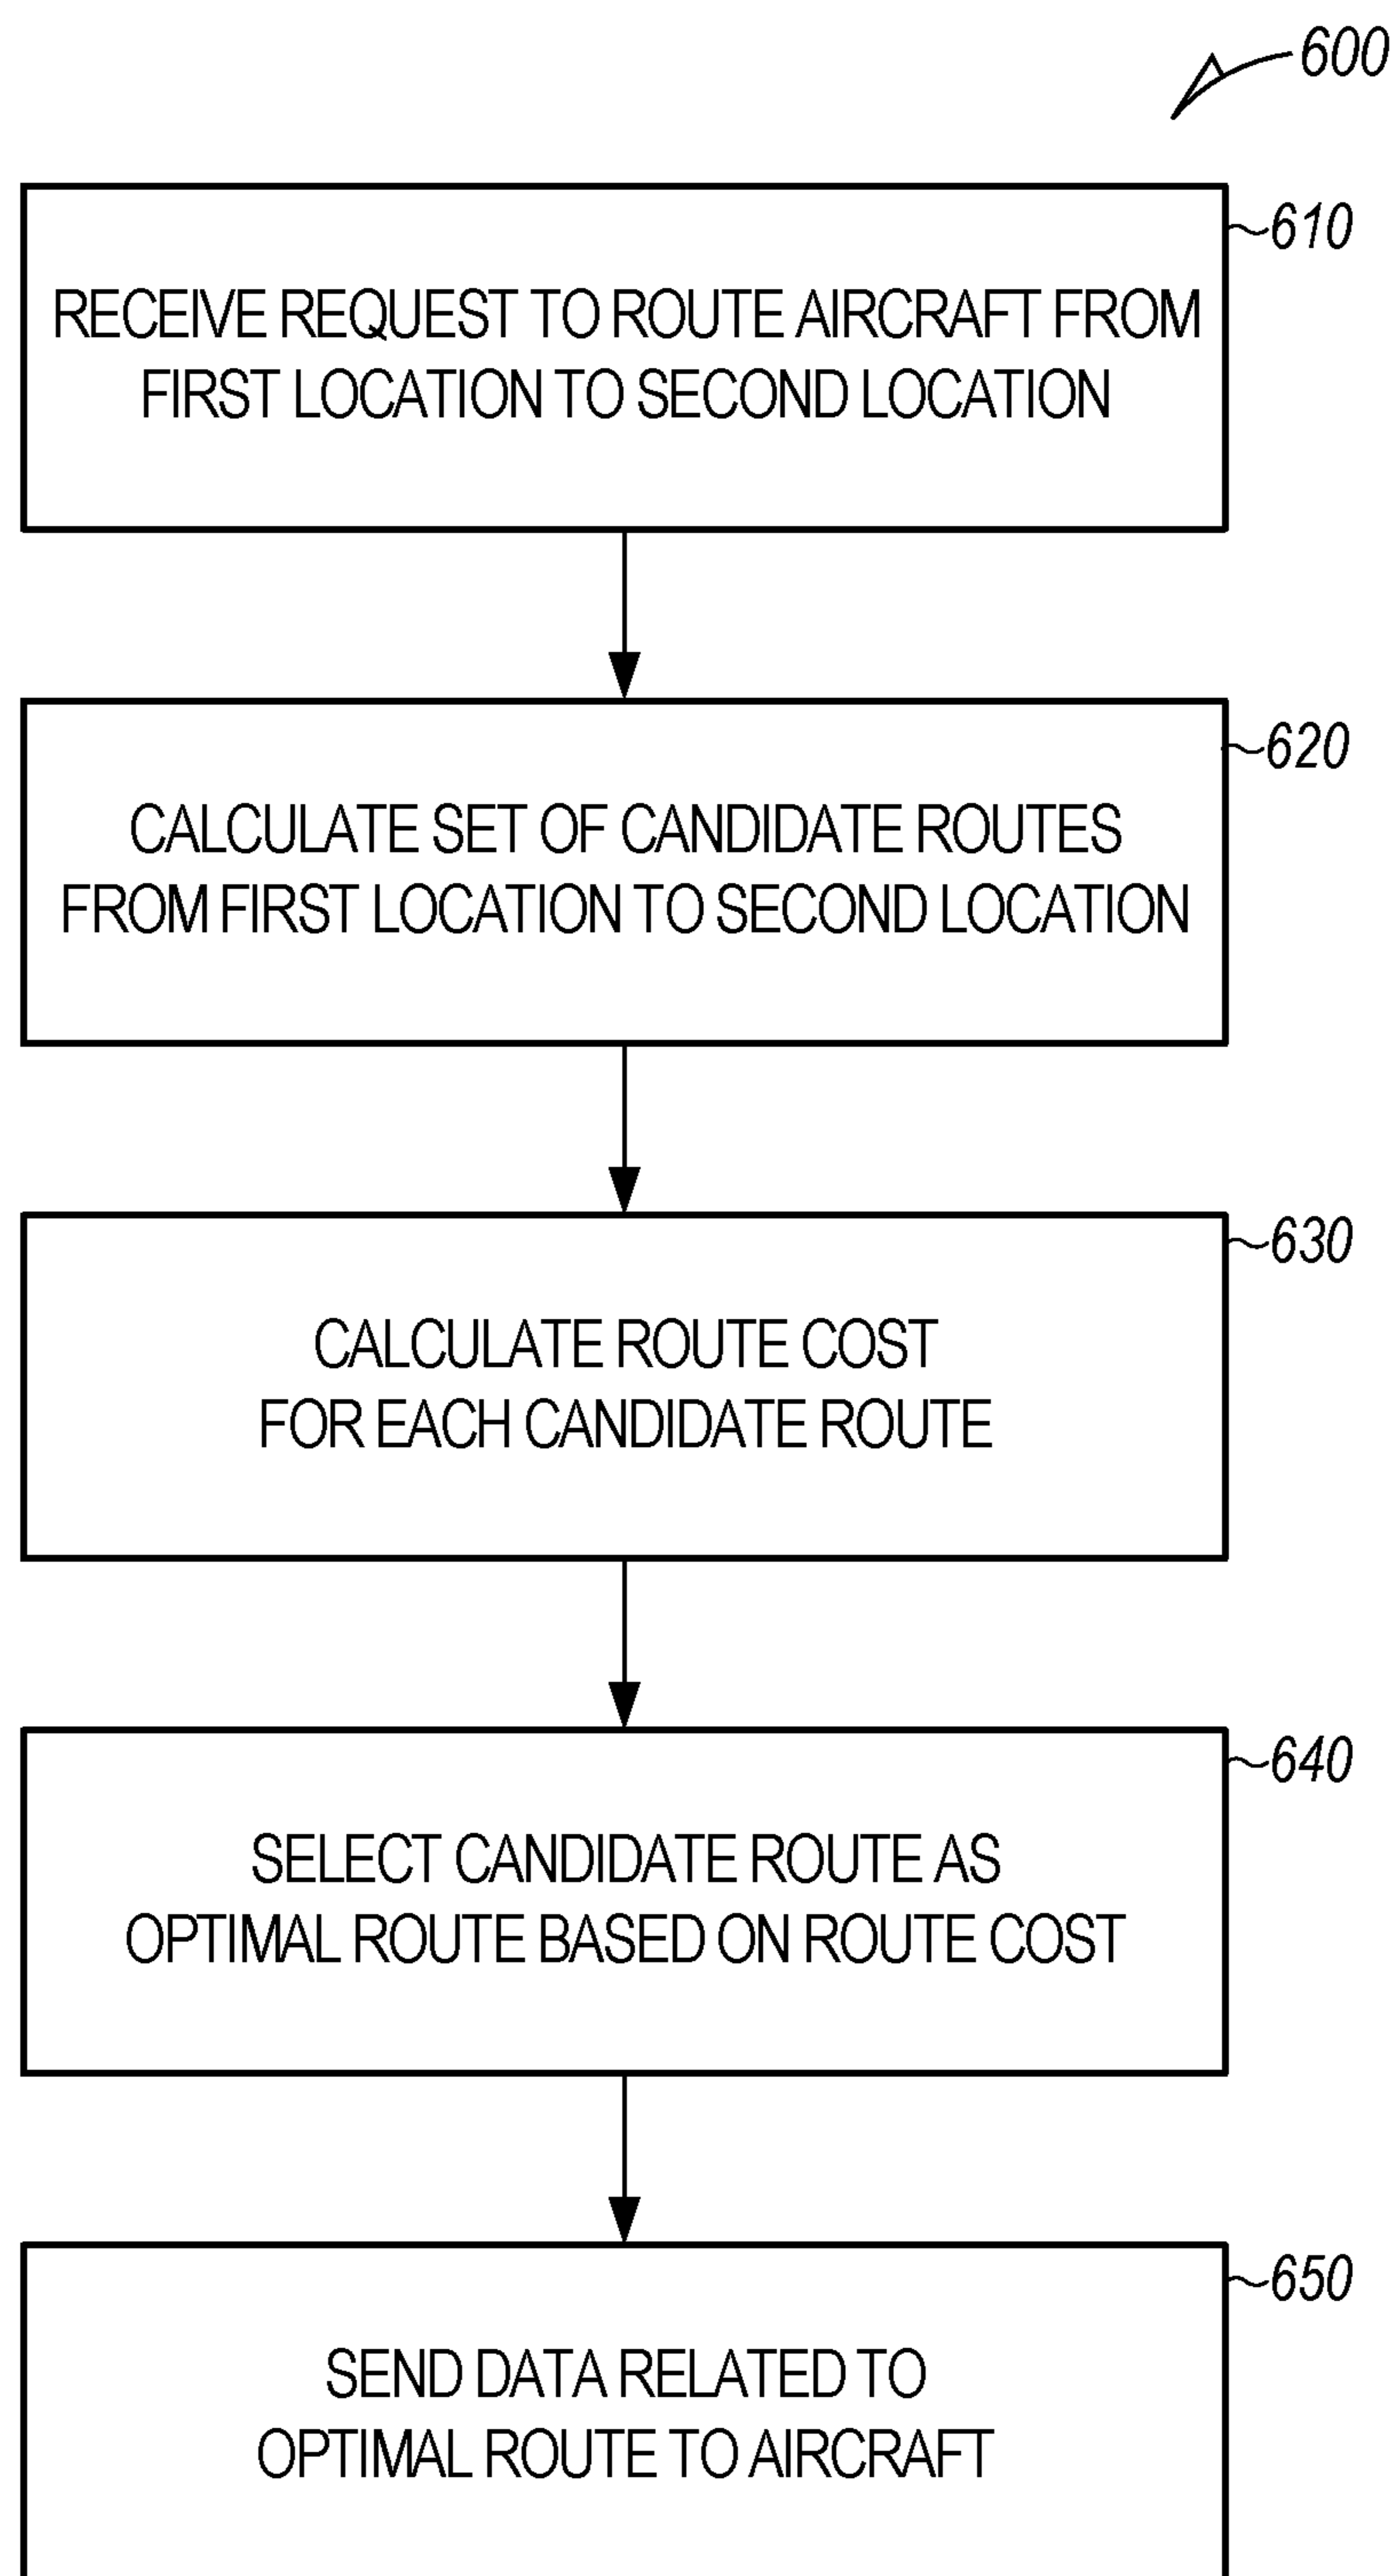 600
610
RECEIVE REQUEST TO ROUTE AIRCRAFT FROM
FIRST LOCATION TO SECOND LOCATION
620
CALCULATE SET OF CANDIDATE ROUTES
FROM FIRST LOCATION TO SECOND LOCATION
630
CALCULATE ROUTE COST
FOR EACH CANDIDATE ROUTE
640
SELECT CANDIDATE ROUTE AS
OPTIMAL ROUTE BASED ON ROUTE COST
650
SEND DATA RELATED TO
OPTIMAL ROUTE TO AIRCRAFT